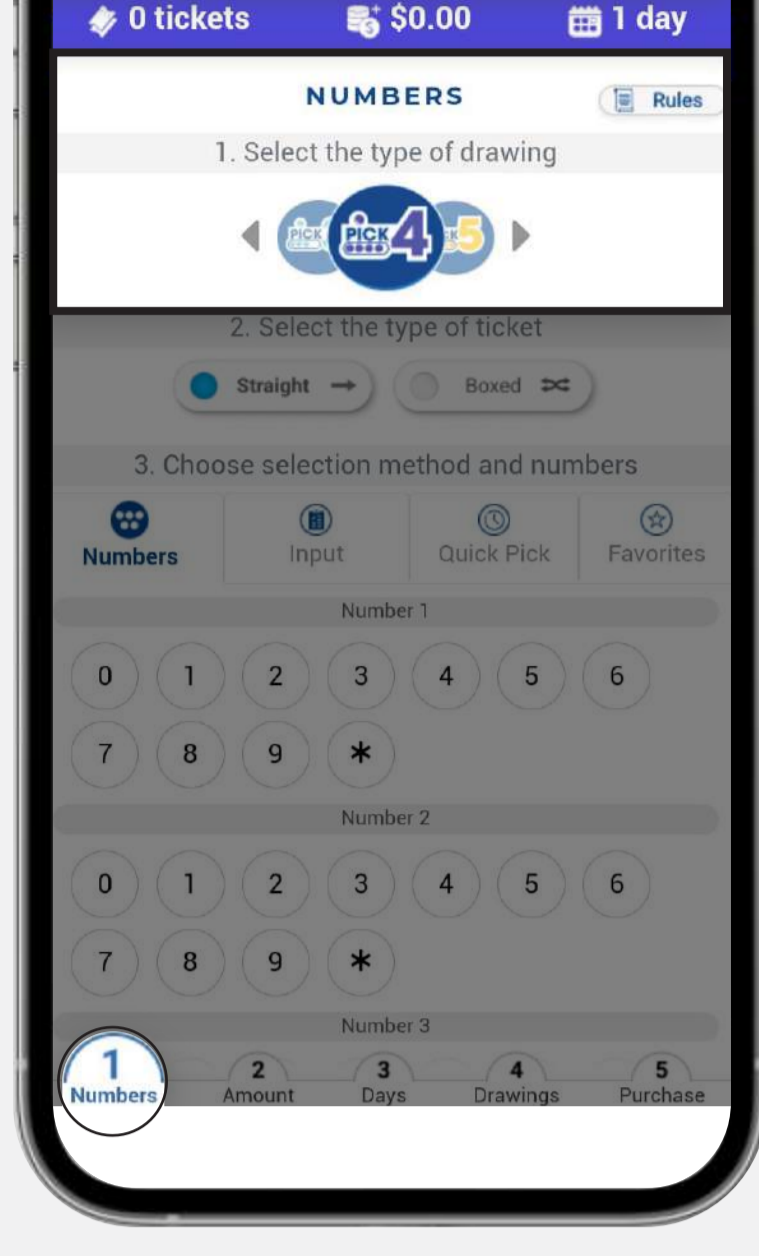 0 tickets $0.00 1 day
NUMBERS Rules
1. Select the type of drawing
PICK PICK 4 5
2. Select the type of ticket
Straight Boxed
3. Choose selection method and numbers
Numbers Input Quick Pick Favorites
Number 1
0 1 2 3 4 5 6
7 8 9 *
Number 2
0 1 2 3 4 5 6
7 8 9 *
Number 3
1 2 3 4 5
Numbers Amount Days Drawings Purchase